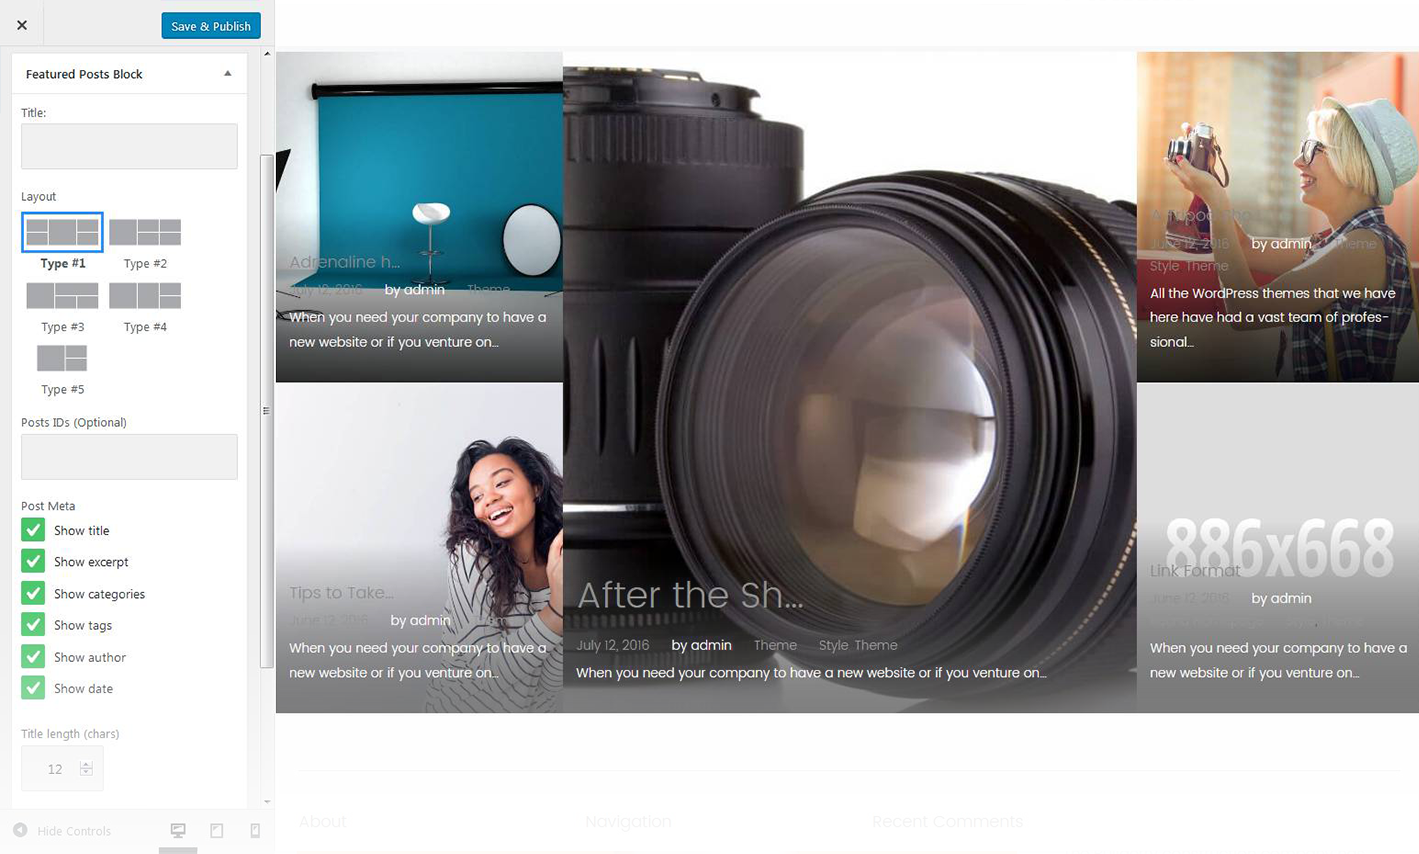 Save & Publish
Featured Posts Block
Title:
Layout
Type #1
Type #2
Type #3
Type #4
Type #5
Posts IDs (Optional)
Post Meta
Show title
Show excerpt
Show categories
Show tags
Show author
Show date
Title length (chars)
12
Hide Controls
Adrenaline h...
July 12, 2016 by admin Theme
When you need your company to have a
new website or if you venture on...
Tips to Take...
June 12, 2016 by admin
When you need your company to have a
new website or if you venture on...
After the Sh...
July 12, 2016 by admin Theme Style Theme
When you need your company to have a new website or if you venture on...
June 12, 2016 by admin Theme
Style Theme
All the WordPress themes that we have
here have had a vast team of profes-
sional...
886x668
Link Format
June 12, 2016 by admin
When you need your company to have a
new website or if you venture on...
About
Navigation
Recent Comments